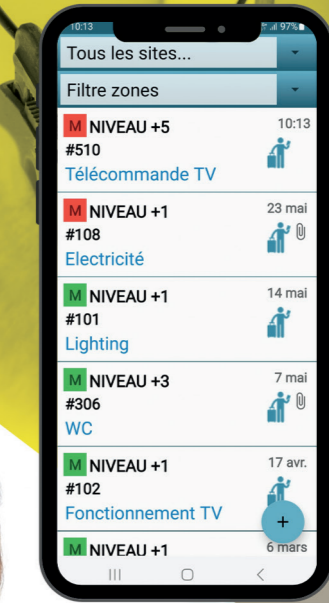 10:13
97%
Tous les sites...
Filtre zones
M NIVEAU +5 10:13
#510
Télécommande TV
M NIVEAU +1 23 mai
#108
Electricité
M NIVEAU +1 14 mai
#101
Lighting
M NIVEAU +3 7 mai
#306
WC
M NIVEAU +1 17 avr.
#102
Fonctionnement TV
+
M NIVEAU +1 6 mars